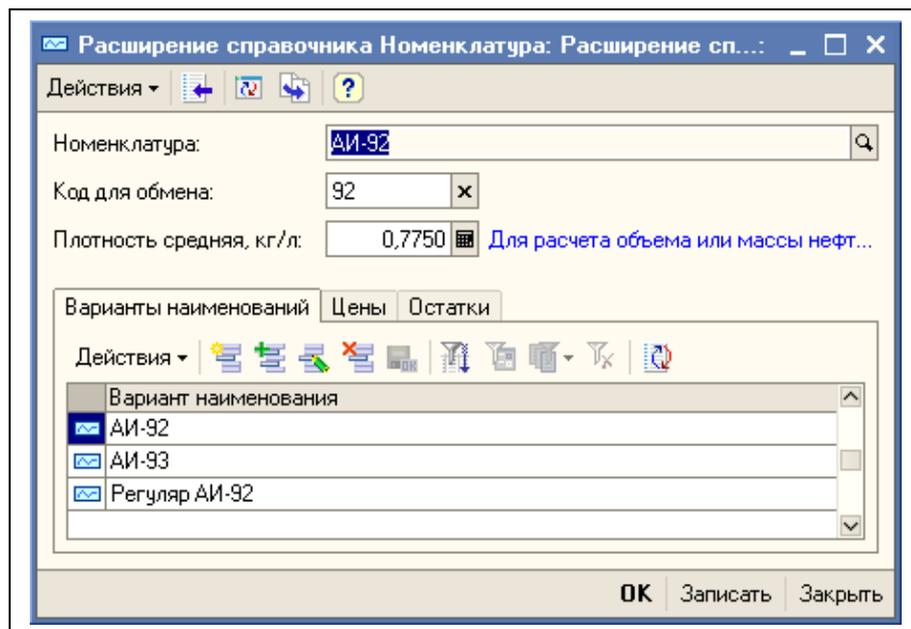 Расширение справочника Номенклатура: Расширение сп...:
Действия
Номенклатура: АИ-92
Код для обмена: 92
Плотность средняя, кг/л: 0,7750 Для расчета объема или массы нефт...
Варианты наименований Цены Остатки
Действия
Вариант наименования
АИ-92
АИ-93
Регуляр АИ-92
OK Записать Закрыть